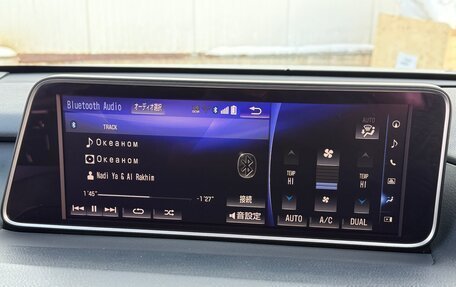 Bluetooth Audio オーディオ選択
TRACK
Океаном
Океаном
Nadi Ya & Al Rakhim
1'45" -1'27"
接続
音設定
AUTO
TEMP
HI
TEMP
HI
AUTO A/C DUAL